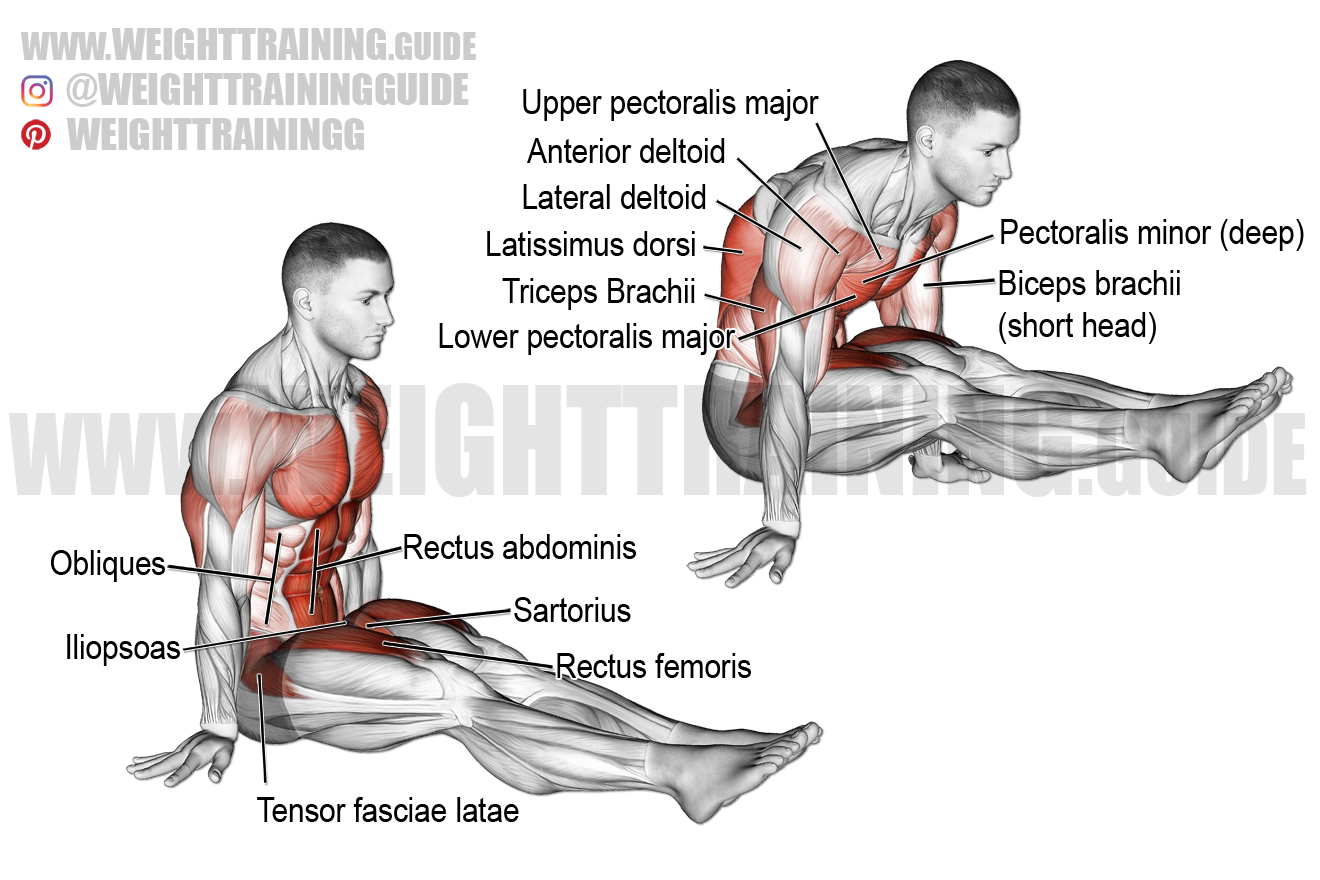 WWW.WEIGHTTRAINING.GUIDE
@WEIGHTTRAININGGUIDE
WEIGHTTRAININGG
Upper pectoralis major
Anterior deltoid
Lateral deltoid
Latissimus dorsi
Triceps Brachii
Lower pectoralis major
Pectoralis minor (deep)
Biceps brachii
(short head)
WWW.WEIGHTTRAINING.GUIDE
Obliques
Rectus abdominis
Iliopsoas
Sartorius
Rectus femoris
Tensor fasciae latae